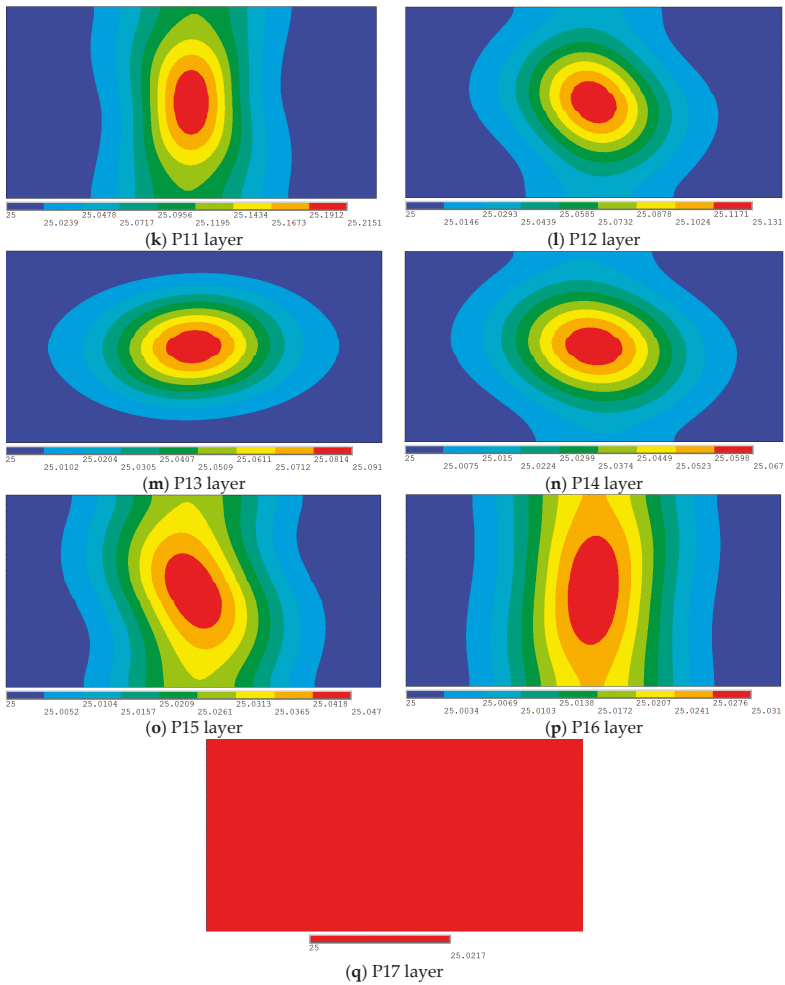 25 25.0478 25.0956 25.1434 25.1912
25.0239 25.0717 25.1195 25.1673 25.2151
(k) P11 layer
25 25.0293 25.0585 25.0878 25.1171
25.0146 25.0439 25.0732 25.1024 25.131
(l) P12 layer
25 25.0204 25.0407 25.0611 25.0814
25.0102 25.0305 25.0509 25.0712 25.091
(m) P13 layer
25 25.015 25.0299 25.0449 25.0598
25.0075 25.0224 25.0374 25.0523 25.067
(n) P14 layer
25 25.0104 25.0209 25.0313 25.0418
25.0052 25.0157 25.0261 25.0365 25.047
(o) P15 layer
25 25.0069 25.0138 25.0207 25.0276
25.0034 25.0103 25.0172 25.0241 25.031
(p) P16 layer
25
25.0217
(q) P17 layer